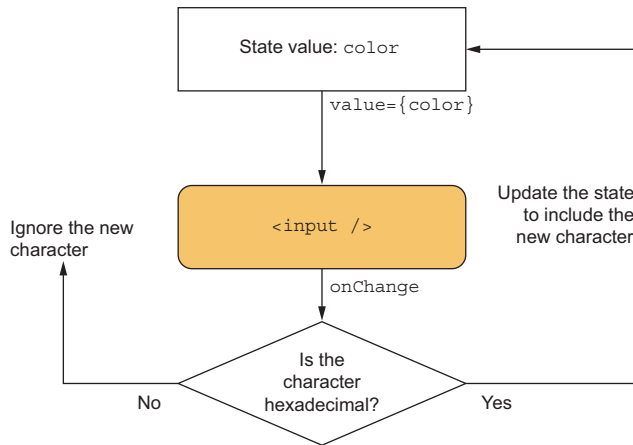 State value: color
value={color}
<input />
Update the state
to include the
new character
Ignore the new
character
onChange
Is the
character
hexadecimal?
No
Yes